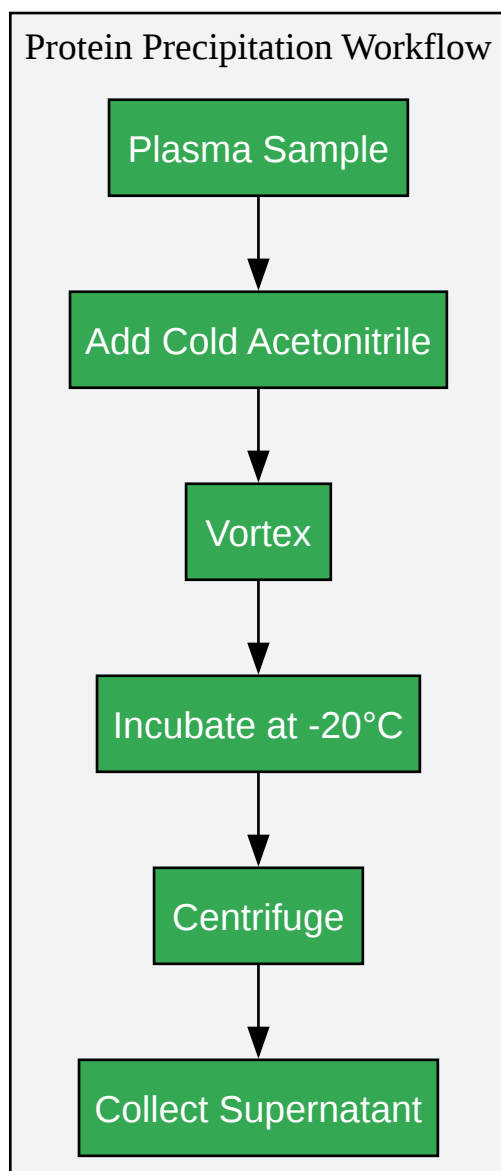 Protein Precipitation Workflow
Plasma Sample
Add Cold Acetonitrile
Vortex
Incubate at -20°C
Centrifuge
Collect Supernatant